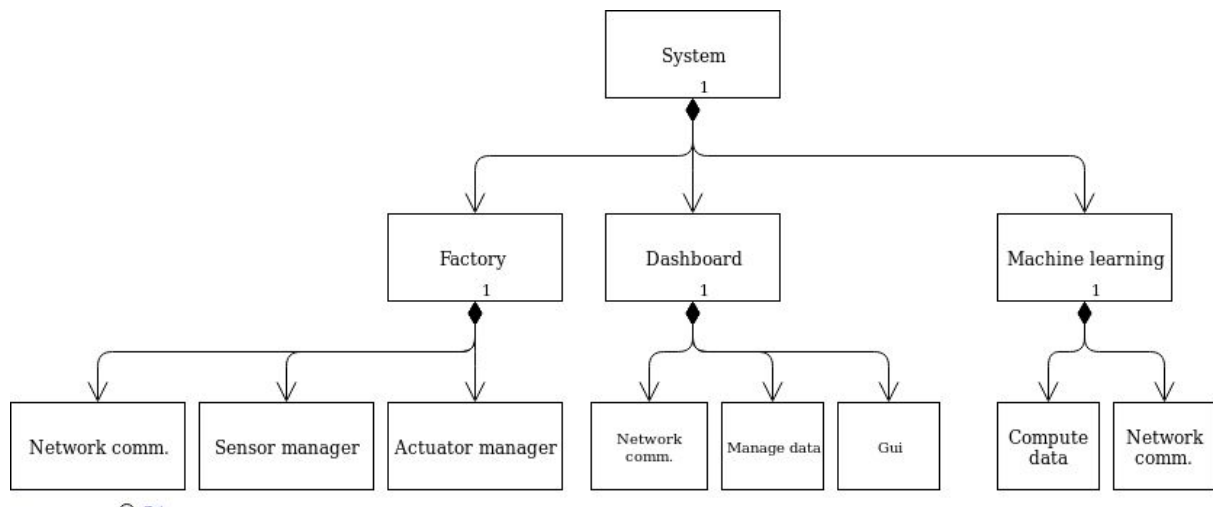 System
1
Factory
1
Dashboard
1
Machine learning
1
Network comm.
Sensor manager
Actuator manager
Network
comm.
Manage data
Gui
Compute
data
Network
comm.